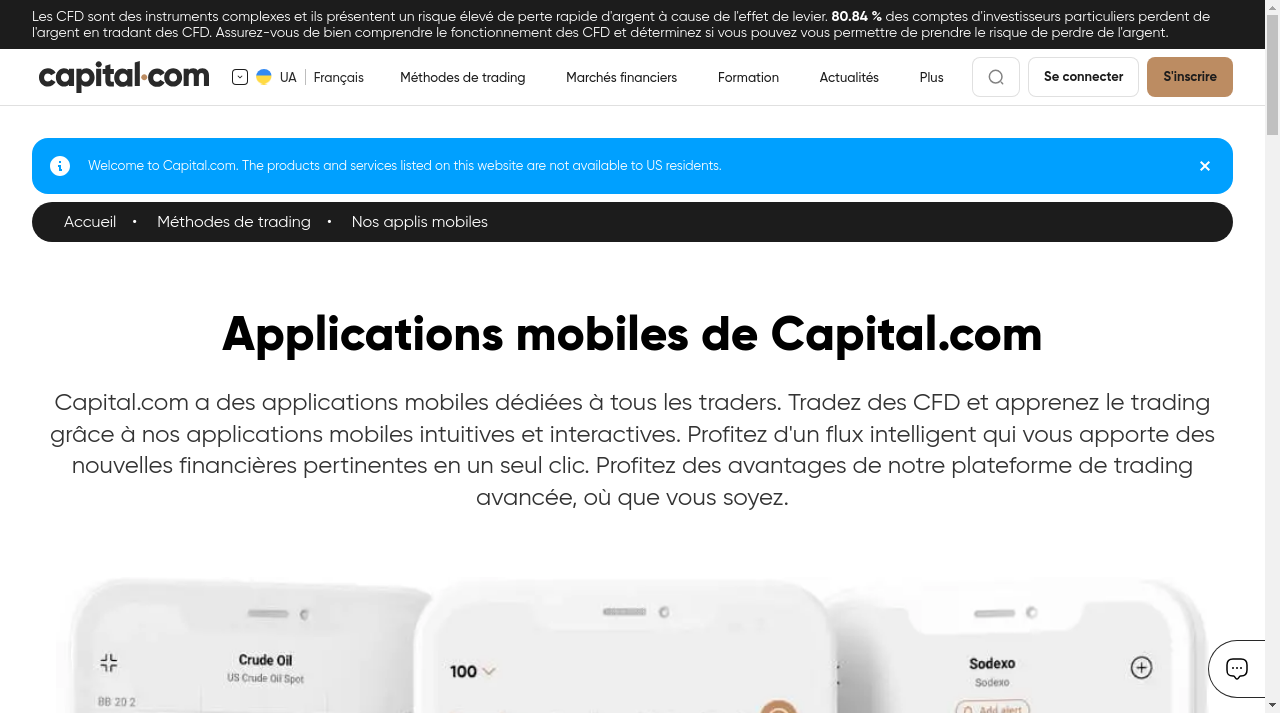 Les CFD sont des instruments complexes et ils présentent un risque élevé de perte rapide d'argent à cause de l'effet de levier. 80.84 % des comptes d'investisseurs particuliers perdent de
l'argent en tradant des CFD. Assurez-vous de bien comprendre le fonctionnement des CFD et déterminez si vous pouvez vous permettre de prendre le risque de perdre de l'argent.
capital.com UA Français Méthodes de trading Marchés financiers Formation Actualités Plus Se connecter S'inscrire
Welcome to Capital.com. The products and services listed on this website are not available to US residents.
Accueil • Méthodes de trading • Nos applis mobiles
Applications mobiles de Capital.com
Capital.com a des applications mobiles dédiées à tous les traders. Tradez des CFD et apprenez le trading
grâce à nos applications mobiles intuitives et interactives. Profitez d'un flux intelligent qui vous apporte des
nouvelles financières pertinentes en un seul clic. Profitez des avantages de notre plateforme de trading
avancée, où que vous soyez.
Crude Oil
US Crude Oil Spot
BB 20 2
100
Sodexo
Sodexo
Add alert